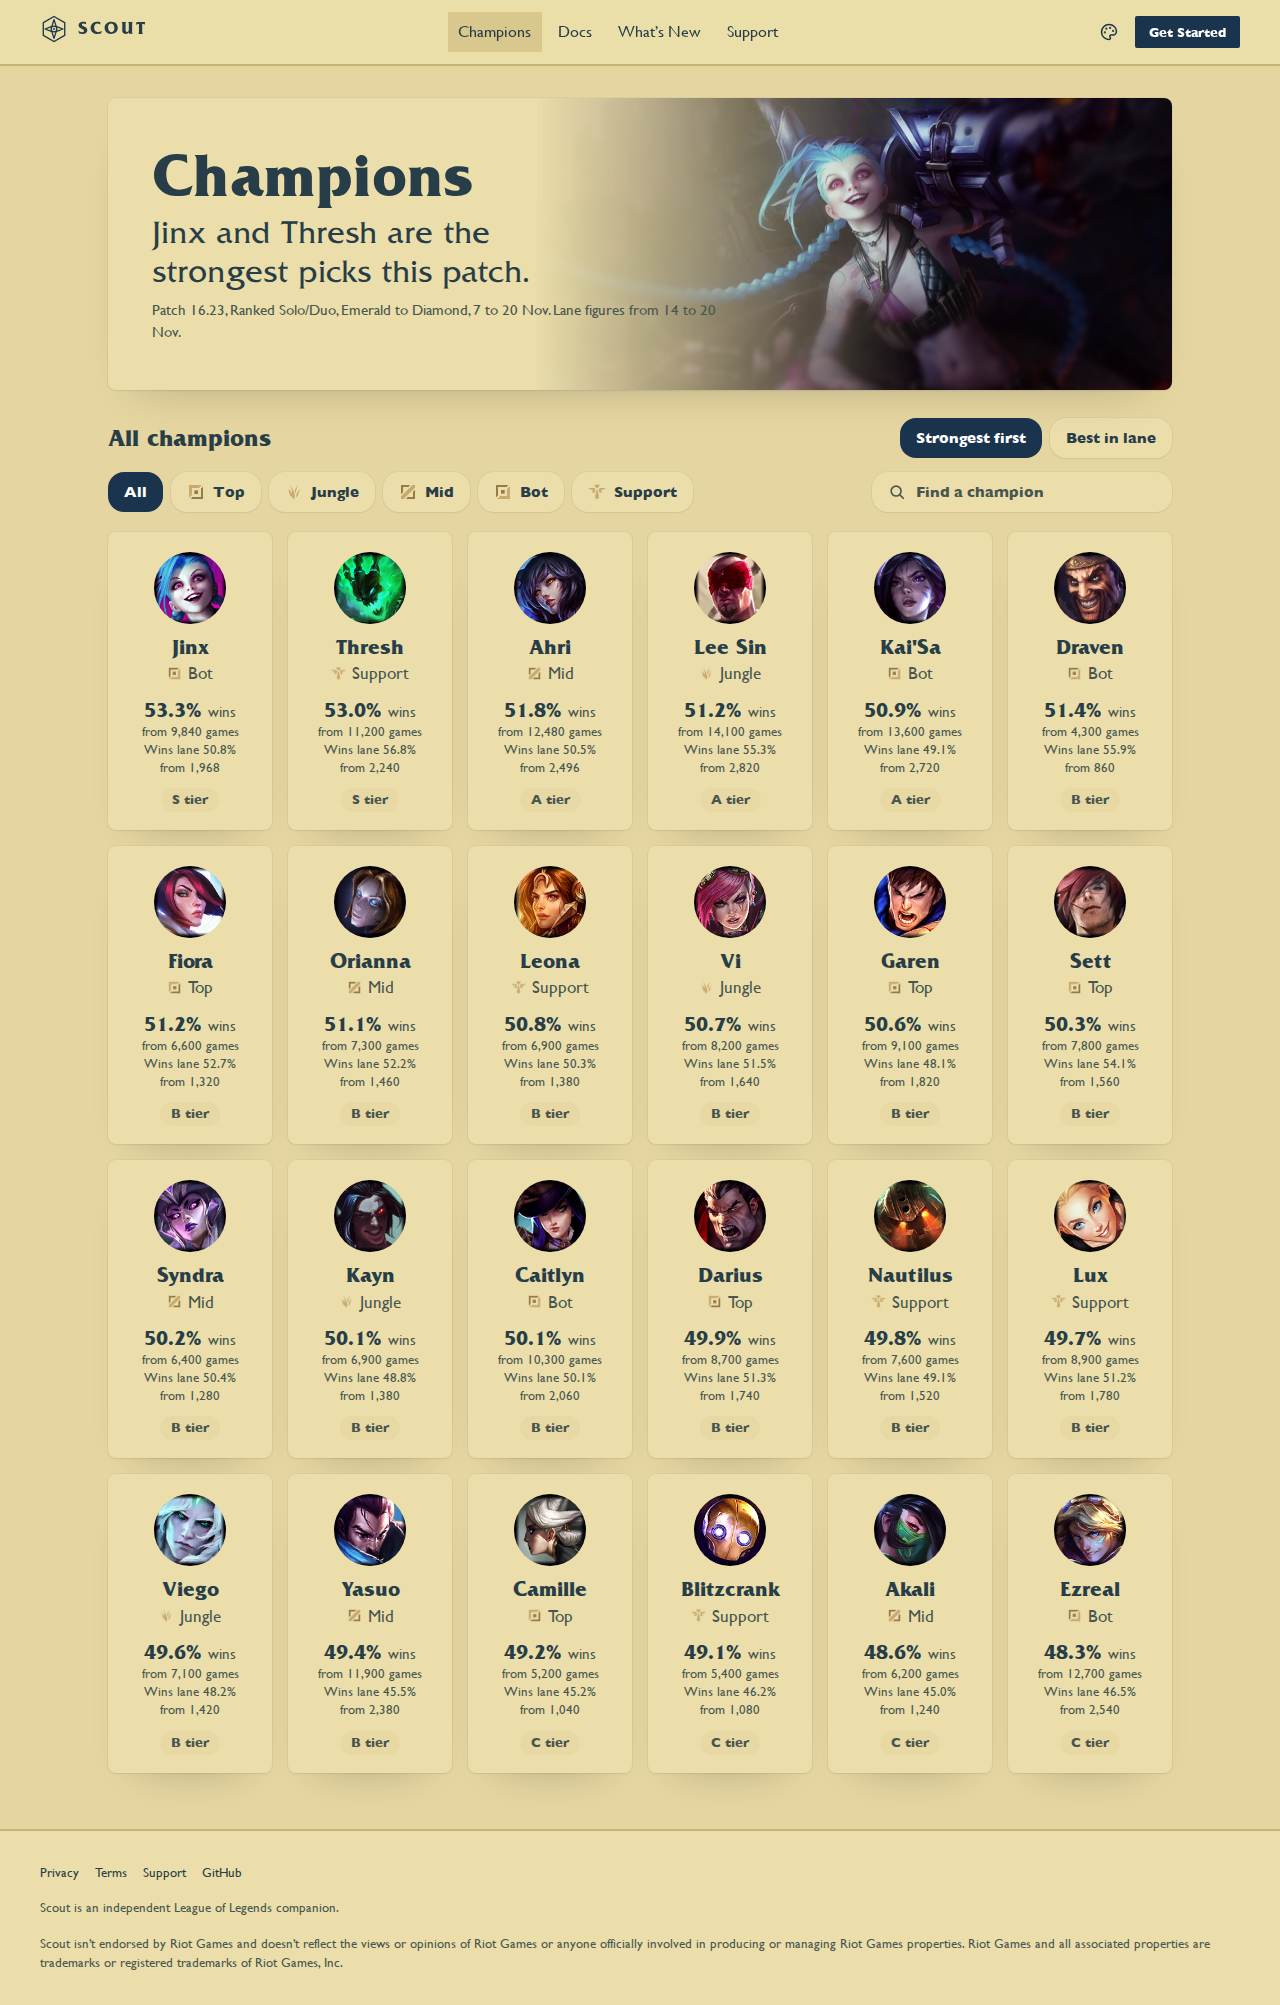 SCOUT
Champions Docs What's New Support
Get Started
Champions
Jinx and Thresh are the
strongest picks this patch.
Patch 16.23, Ranked Solo/Duo, Emerald to Diamond, 7 to 20 Nov. Lane figures from 14 to 20
Nov.
All champions
Strongest first Best in lane
All Top Jungle Mid Bot Support
Find a champion
Jinx Thresh Ahri Lee Sin Kai'Sa Draven
Bot Support Mid Jungle Bot Bot
53.3% wins 53.0% wins 51.8% wins 51.2% wins 50.9% wins 51.4% wins
from 9,840 games from 11,200 games from 12,480 games from 14,100 games from 13,600 games from 4,300 games
Wins lane 50.8% Wins lane 56.8% Wins lane 50.5% Wins lane 55.3% Wins lane 49.1% Wins lane 55.9%
from 1,968 from 2,240 from 2,496 from 2,820 from 2,720 from 860
S tier S tier A tier A tier A tier B tier
Fiora Orianna Leona Vi Garen Sett
Top Mid Support Jungle Top Top
51.2% wins 51.1% wins 50.8% wins 50.7% wins 50.6% wins 50.3% wins
from 6,600 games from 7,300 games from 6,900 games from 8,200 games from 9,100 games from 7,800 games
Wins lane 52.7% Wins lane 52.2% Wins lane 50.3% Wins lane 51.5% Wins lane 48.1% Wins lane 54.1%
from 1,320 from 1,460 from 1,380 from 1,640 from 1,820 from 1,560
B tier B tier B tier B tier B tier B tier
Syndra Kayn Caitlyn Darius Nautilus Lux
Mid Jungle Bot Top Support Support
50.2% wins 50.1% wins 50.1% wins 49.9% wins 49.8% wins 49.7% wins
from 6,400 games from 6,900 games from 10,300 games from 8,700 games from 7,600 games from 8,900 games
Wins lane 50.4% Wins lane 48.8% Wins lane 50.1% Wins lane 51.3% Wins lane 49.1% Wins lane 51.2%
from 1,280 from 1,380 from 2,060 from 1,740 from 1,520 from 1,780
B tier B tier B tier B tier B tier B tier
Viego Yasuo Camille Blitzcrank Akali Ezreal
Jungle Mid Top Support Mid Bot
49.6% wins 49.4% wins 49.2% wins 49.1% wins 48.6% wins 48.3% wins
from 7,100 games from 11,900 games from 5,200 games from 5,400 games from 6,200 games from 12,700 games
Wins lane 48.2% Wins lane 45.5% Wins lane 45.2% Wins lane 46.2% Wins lane 45.0% Wins lane 46.5%
from 1,420 from 2,380 from 1,040 from 1,080 from 1,240 from 2,540
B tier B tier C tier C tier C tier C tier
Privacy Terms Support GitHub
Scout is an independent League of Legends companion.
Scout isn't endorsed by Riot Games and doesn't reflect the views or opinions of Riot Games or anyone officially involved in producing or managing Riot Games properties. Riot Games and all associated properties are
trademarks or registered trademarks of Riot Games, Inc.